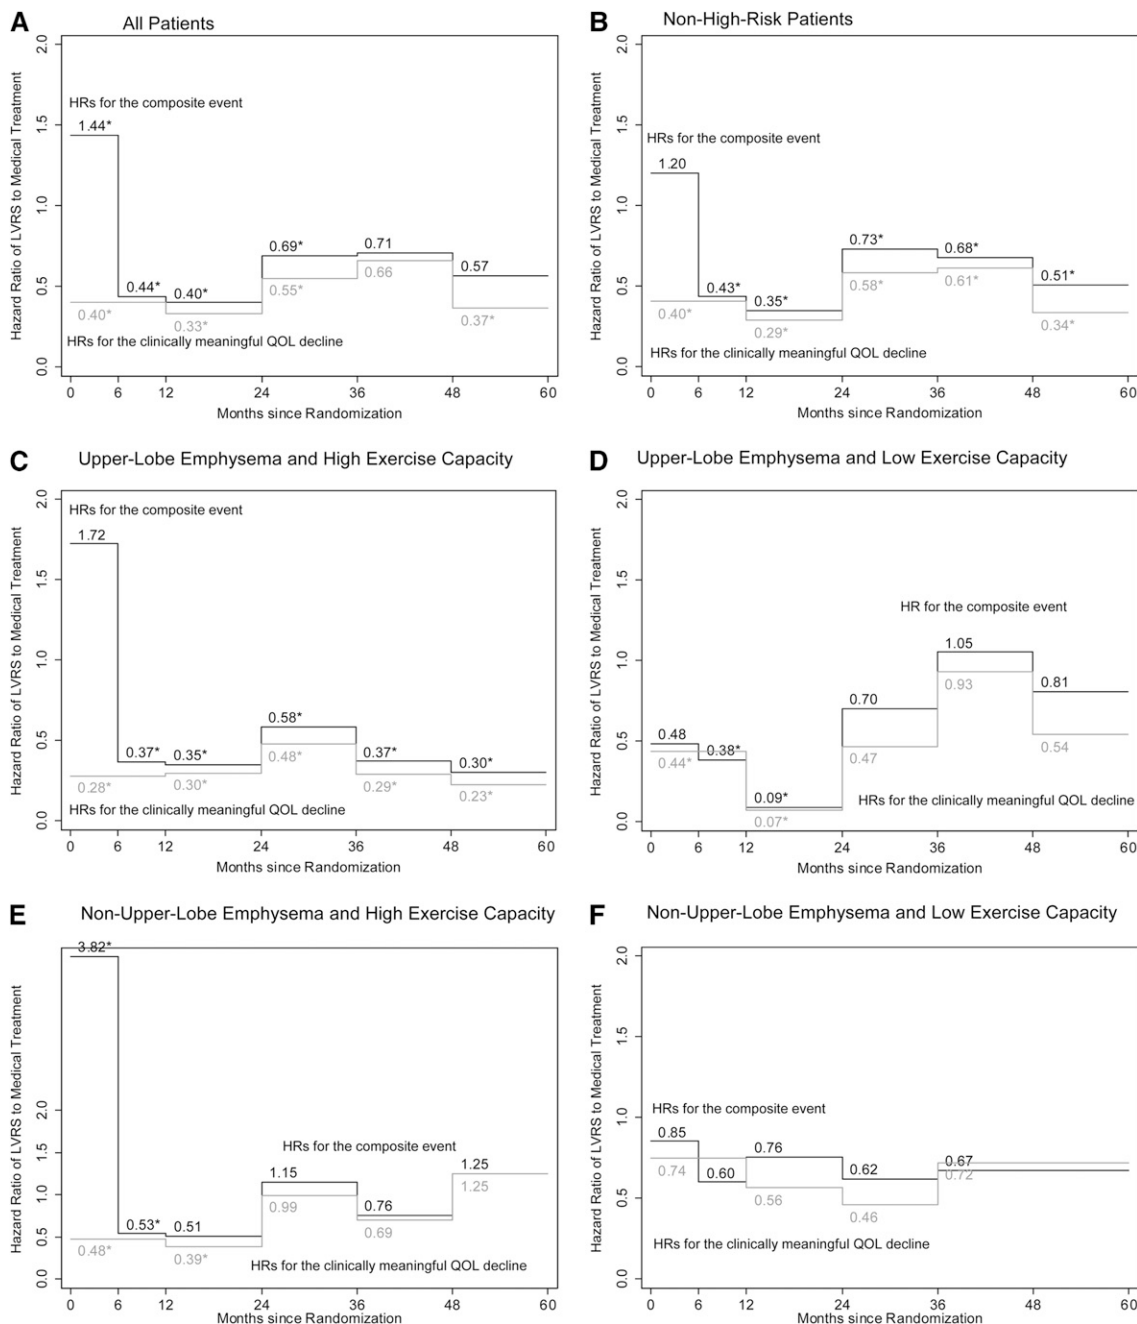 A All Patients
Hazard Ratio of LVRS to Medical Treatment
2.0
1.5
1.0
0.5
0.0
HRs for the composite event
1.44*
0.44* 0.40*
0.69*
0.71
0.57
0.40*
0.33*
0.55*
0.66
0.37*
HRs for the clinically meaningful QOL decline
0 6 12 24 36 48 60
Months since Randomization
B Non-High-Risk Patients
Hazard Ratio of LVRS to Medical Treatment
2.0
1.5
1.0
0.5
0.0
HRs for the composite event
1.20
0.43*
0.35*
0.73*
0.68*
0.51*
0.40*
0.29*
0.58*
0.61*
0.34*
HRs for the clinically meaningful QOL decline
0 6 12 24 36 48 60
Months since Randomization
C Upper-Lobe Emphysema and High Exercise Capacity
Hazard Ratio of LVRS to Medical Treatment
2.0
1.5
1.0
0.5
0.0
HRs for the composite event
1.72
0.37* 0.35*
0.58*
0.37*
0.30*
0.28*
0.30*
0.48*
0.29*
0.23*
HRs for the clinically meaningful QOL decline
0 6 12 24 36 48 60
Months since Randomization
D Upper-Lobe Emphysema and Low Exercise Capacity
Hazard Ratio of LVRS to Medical Treatment
2.0
1.5
1.0
0.5
0.0
HR for the composite event
0.48
0.38*
0.09*
0.70
1.05
0.81
0.44*
0.07*
0.47
0.93
0.54
HRs for the clinically meaningful QOL decline
0 6 12 24 36 48 60
Months since Randomization
E Non-Upper-Lobe Emphysema and High Exercise Capacity
Hazard Ratio of LVRS to Medical Treatment
2.0
1.5
1.0
0.5
0.0
3.82*
HRs for the composite event
0.53* 0.51
1.15
0.76
1.25
0.48*
0.39*
0.99
0.69
1.25
HRs for the clinically meaningful QOL decline
0 6 12 24 36 48 60
Months since Randomization
F Non-Upper-Lobe Emphysema and Low Exercise Capacity
Hazard Ratio of LVRS to Medical Treatment
2.0
1.5
1.0
0.5
0.0
HRs for the composite event
0.85
0.60
0.76
0.62
0.67
0.74
0.56
0.46
0.72
HRs for the clinically meaningful QOL decline
0 6 12 24 36 48 60
Months since Randomization